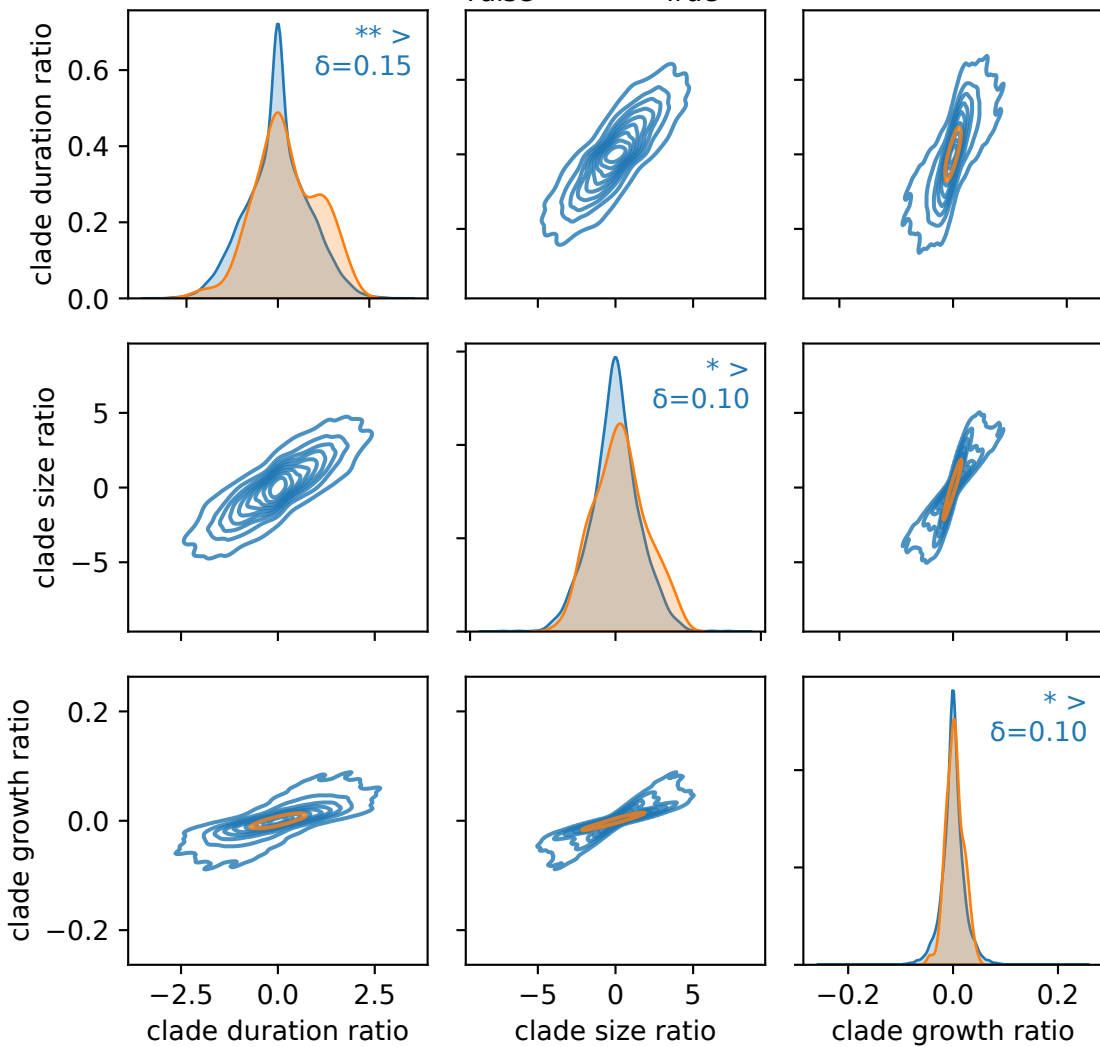 False True
clade duration ratio
0.6
0.4
0.2
0.0
** >
δ=0.15
clade size ratio
5
0
−5
* >
δ=0.10
clade growth ratio
0.2
0.0
−0.2
* >
δ=0.10
−2.5 0.0 2.5
−5 0 5
−0.2 0.0 0.2
clade duration ratio
clade size ratio
clade growth ratio